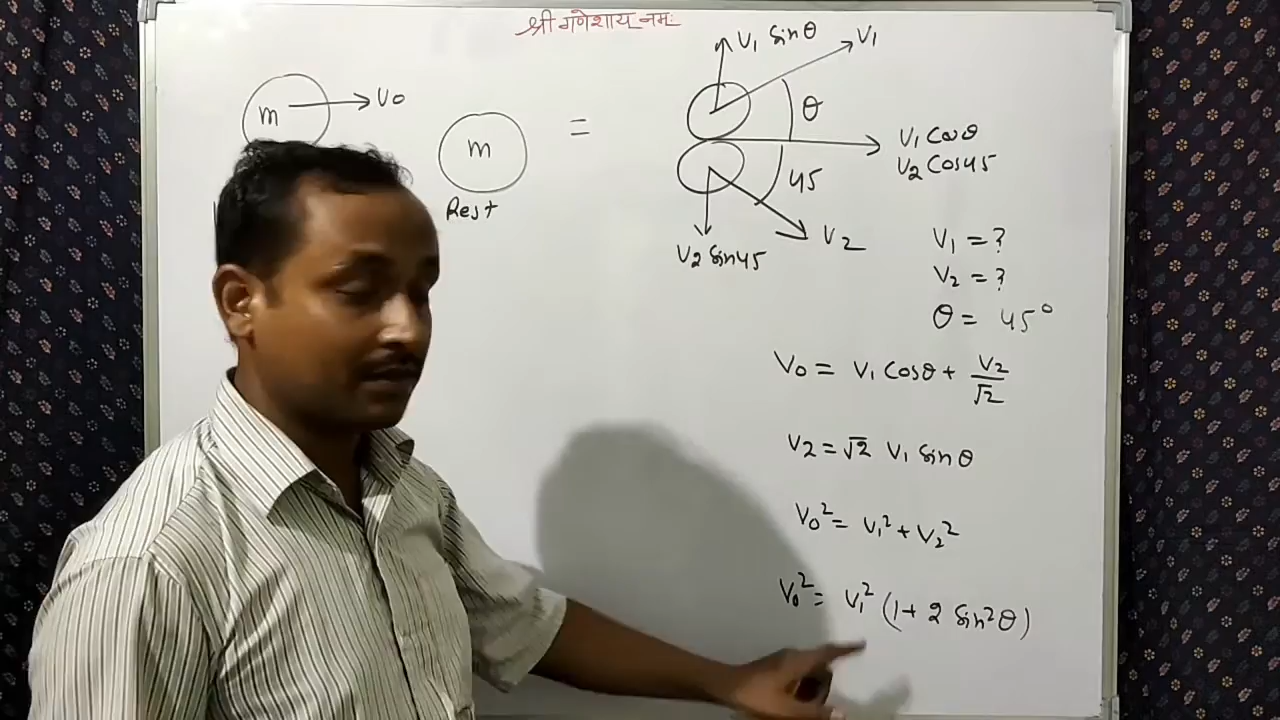 श्री गणेशाय नमः
m
V₀
m
Rest
=
V₁ Sinθ
V₁
θ
V₁ Cosθ
V₂ Cos45
45
V₂
V₂ Sin45
V₁ = ?
V₂ = ?
θ = 45°
V₀ = V₁ Cosθ + V₂/√2
V₂ = √2 V₁ Sinθ
V₀² = V₁² + V₂²
V₀² = V₁² (1 + 2 Sin²θ)